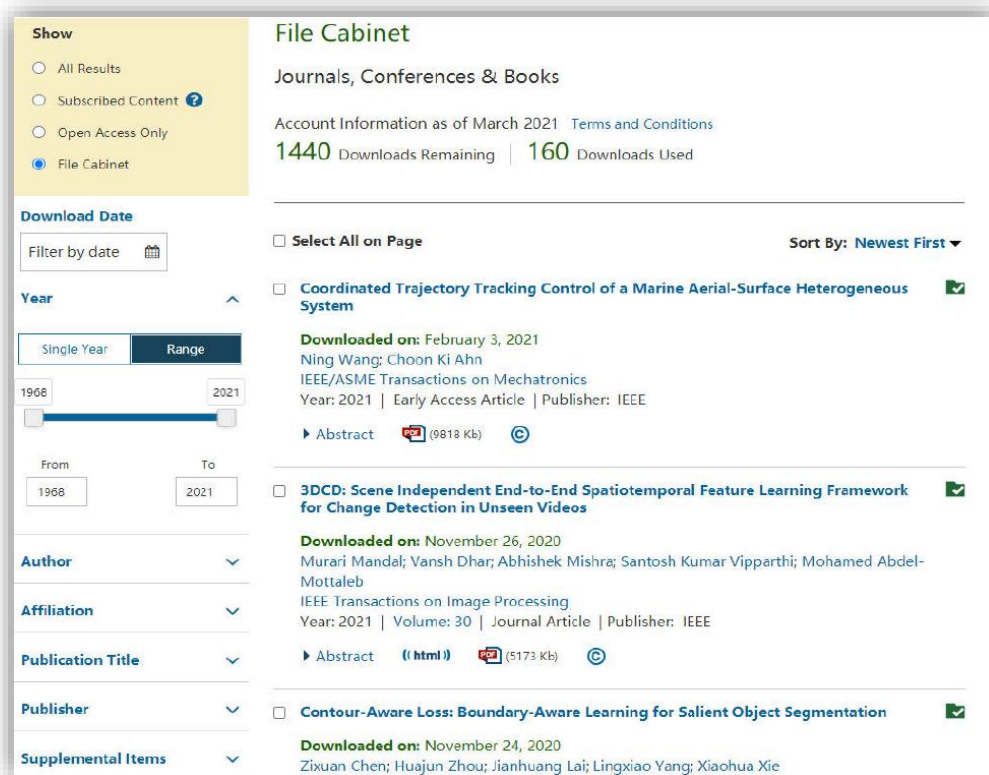 Show
All Results
Subscribed Content ?
Open Access Only
File Cabinet
Download Date
Filter by date
Year
Single Year Range
1968 2021
From To
1968 2021
Author
Affiliation
Publication Title
Publisher
Supplemental Items
File Cabinet
Journals, Conferences & Books
Account Information as of March 2021 Terms and Conditions
1440 Downloads Remaining | 160 Downloads Used
Select All on Page
Sort By: Newest First
Coordinated Trajectory Tracking Control of a Marine Aerial-Surface Heterogeneous
System
Downloaded on: February 3, 2021
Ning Wang; Choon Ki Ahn
IEEE/ASME Transactions on Mechatronics
Year: 2021 | Early Access Article | Publisher: IEEE
Abstract PDF (9818 Kb) ©
3DCD: Scene Independent End-to-End Spatiotemporal Feature Learning Framework
for Change Detection in Unseen Videos
Downloaded on: November 26, 2020
Murari Mandal; Vansh Dhar; Abhishek Mishra; Santosh Kumar Vipparthi; Mohamed Abdel-
Mottaleb
IEEE Transactions on Image Processing
Year: 2021 | Volume: 30 | Journal Article | Publisher: IEEE
Abstract ((html)) PDF (5173 Kb) ©
Contour-Aware Loss: Boundary-Aware Learning for Salient Object Segmentation
Downloaded on: November 24, 2020
Zixuan Chen; Huajun Zhou; Jianhuang Lai; Lingxiao Yang; Xiaohua Xie